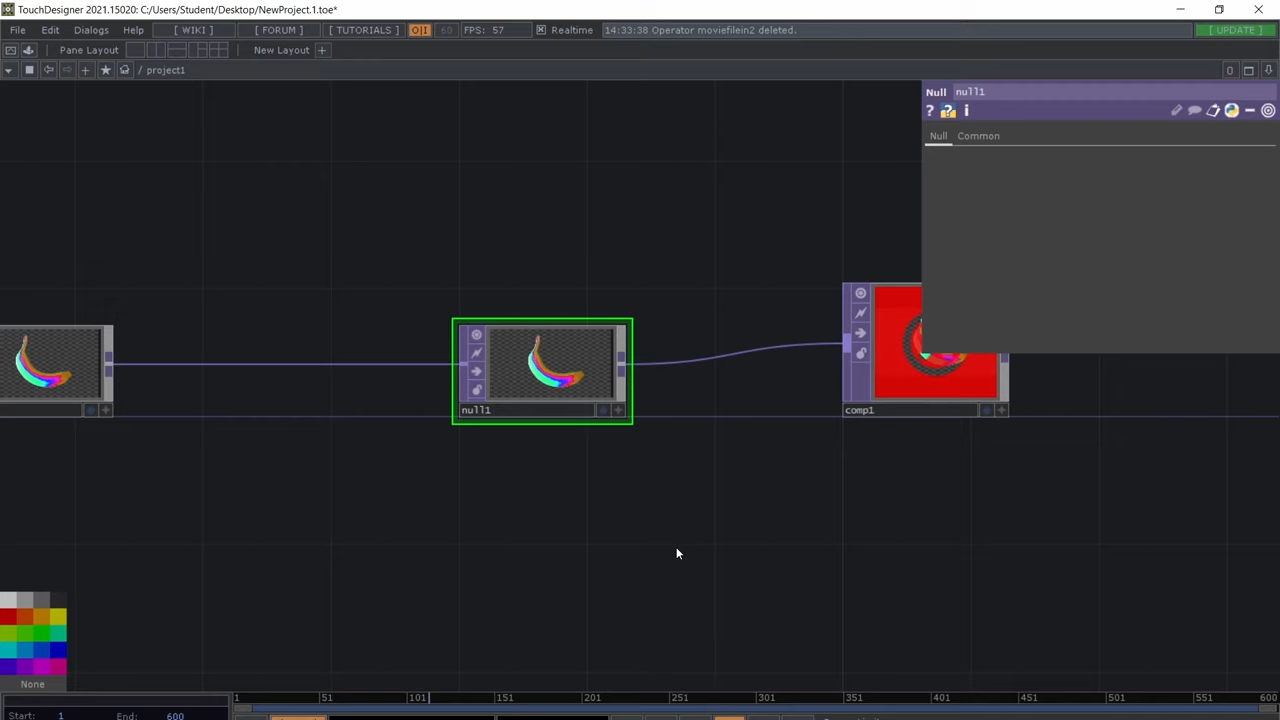 TouchDesigner 2021.15020: C:/Users/Student/Desktop/NewProject.1.toe*
File Edit Dialogs Help [ WIKI ] [ FORUM ] [ TUTORIALS ] O|I 60 FPS: 57 Realtime 14:33:38 Operator moviefilein2 deleted. [ UPDATE ]
Pane Layout New Layout +
/ project1 0
Null null1
? ? i
Null Common
null1
comp1
None
1 51 101 151 201 251 301 351 401 451 501 551 600
Start: 1 End: 600